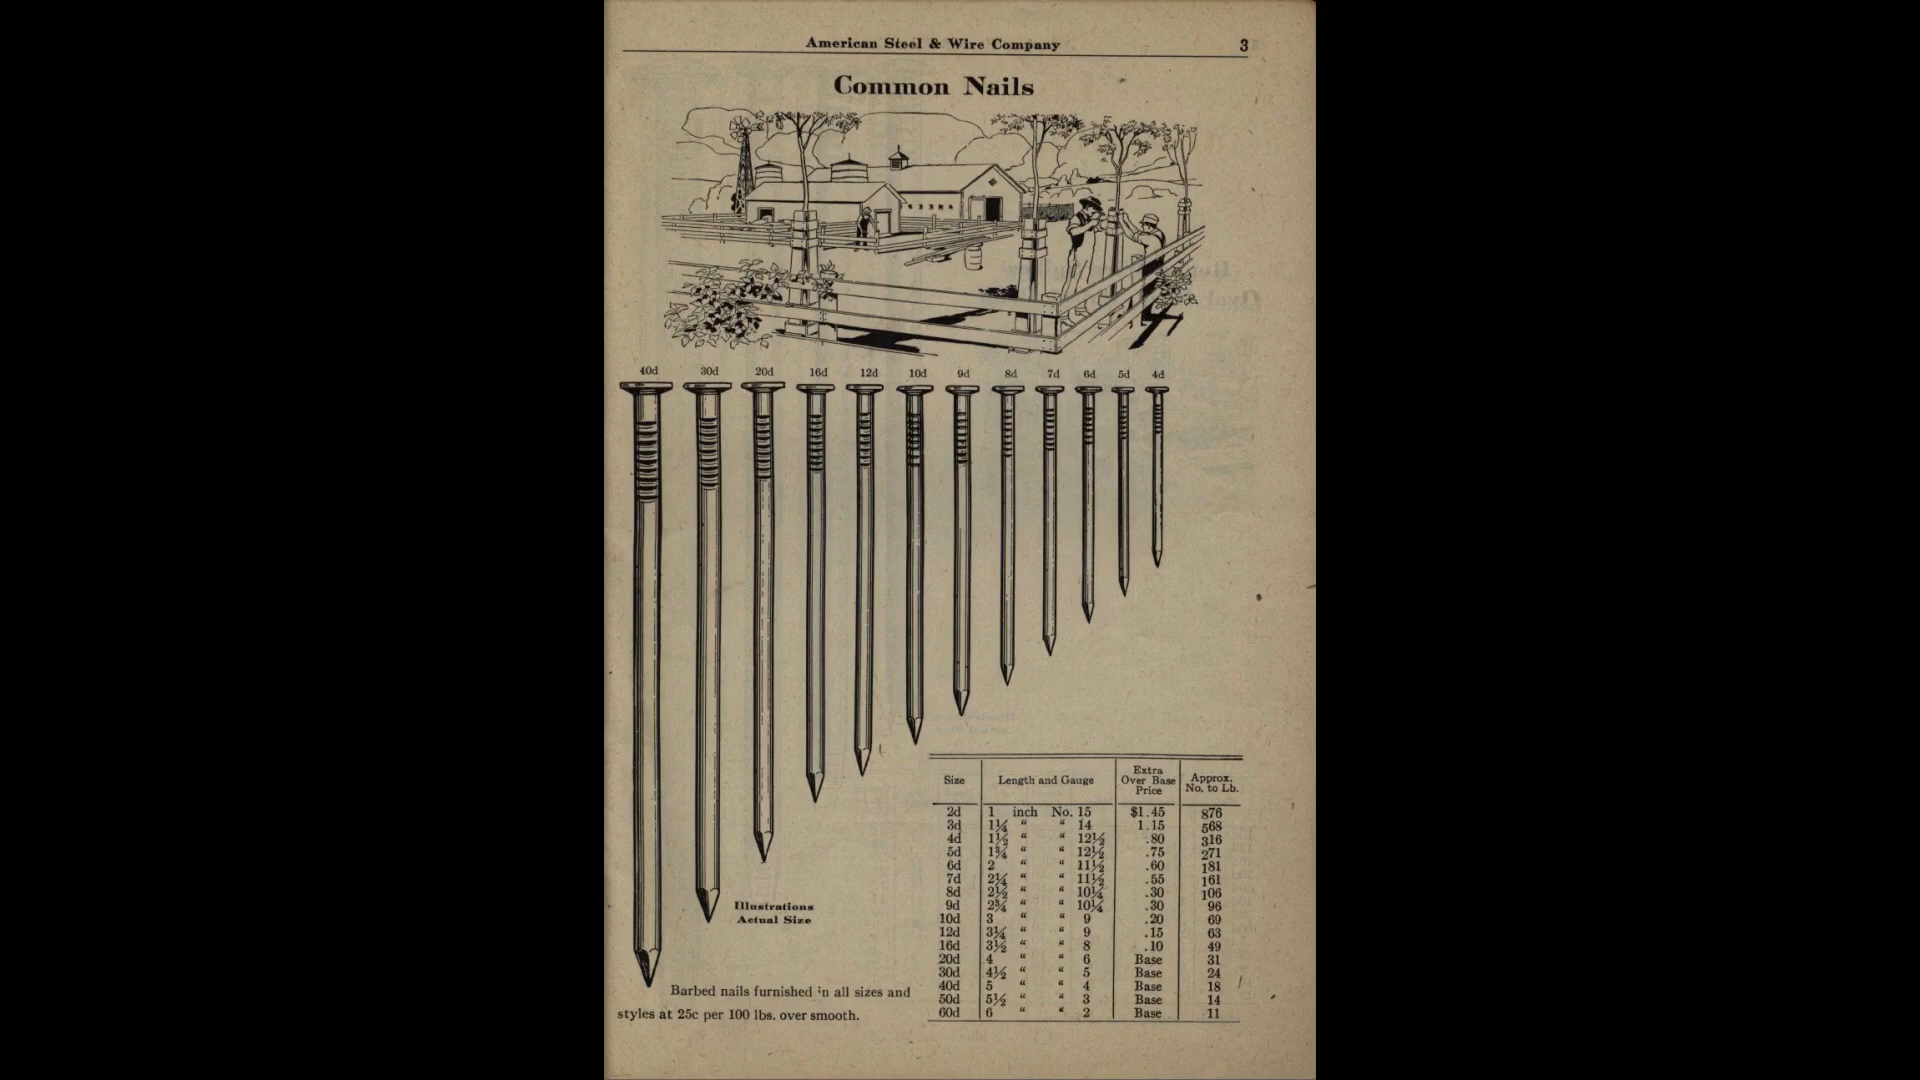 American Steel & Wire Company 3
Common Nails
40d 30d 20d 16d 12d 10d 9d 8d 7d 6d 5d 4d
Illustrations
Actual Size
Barbed nails furnished in all sizes and
styles at 25c per 100 lbs. over smooth.
Size Length and Gauge Extra Over Base Price Approx. No. to Lb.
2d 1 inch No. 15 $1.45 876
3d 1¼ " " 14 1.15 568
4d 1½ " " 12½ .80 316
5d 1¾ " " 12½ .75 271
6d 2 " " 11½ .60 181
7d 2¼ " " 11½ .55 161
8d 2½ " " 10¼ .30 106
9d 2¾ " " 10¼ .30 96
10d 3 " " 9 .20 69
12d 3¼ " " 9 .15 63
16d 3½ " " 8 .10 49
20d 4 " " 6 Base 31
30d 4½ " " 5 Base 24
40d 5 " " 4 Base 18
50d 5½ " " 3 Base 14
60d 6 " " 2 Base 11